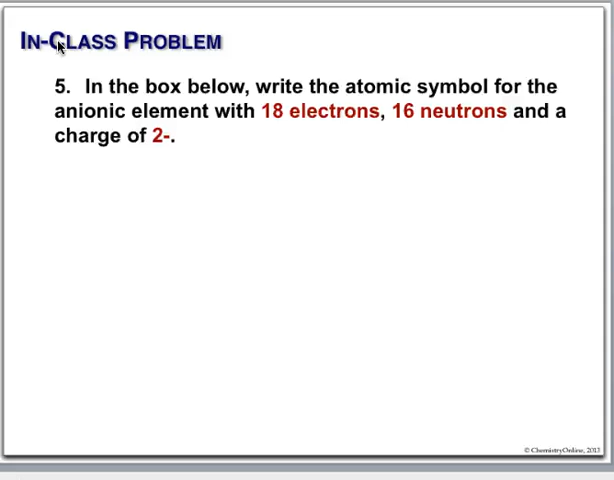 IN-CLASS PROBLEM
5. In the box below, write the atomic symbol for the
anionic element with 18 electrons, 16 neutrons and a
charge of 2-.
© ChemistryOnline, 2013